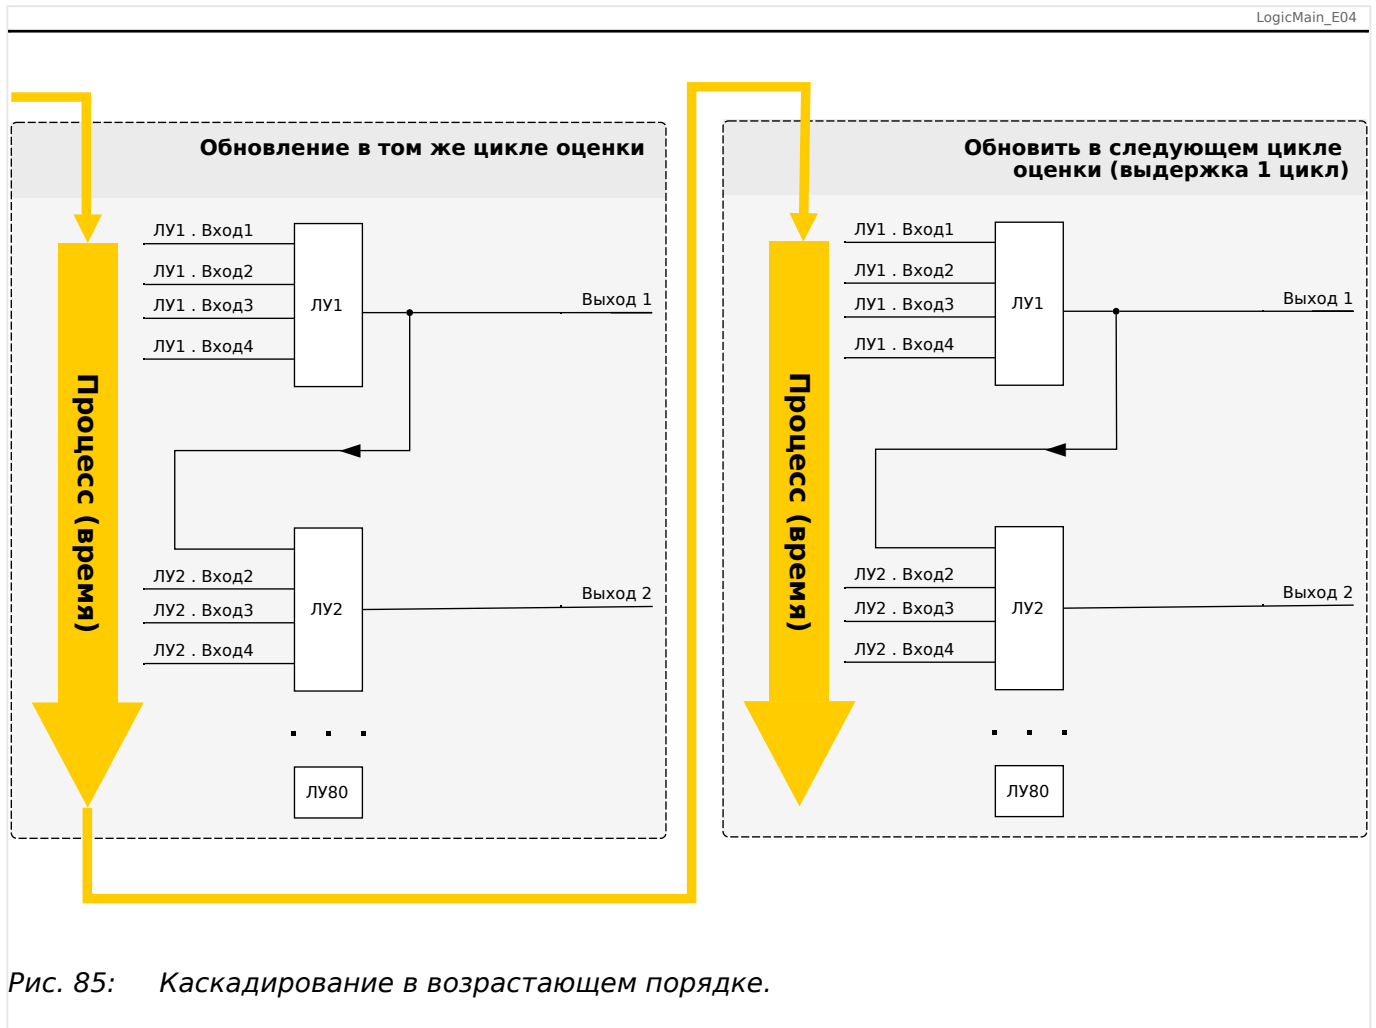 LogicMain_E04
Обновление в том же цикле оценки
ЛУ1 . Вход1
ЛУ1 . Вход2
ЛУ1 . Вход3
ЛУ1 . Вход4
ЛУ1
Выход 1
Процесс (время)
ЛУ2 . Вход2
ЛУ2 . Вход3
ЛУ2 . Вход4
ЛУ2
Выход 2
ЛУ80
Обновить в следующем цикле
оценки (выдержка 1 цикл)
ЛУ1 . Вход1
ЛУ1 . Вход2
ЛУ1 . Вход3
ЛУ1 . Вход4
ЛУ1
Выход 1
Процесс (время)
ЛУ2 . Вход2
ЛУ2 . Вход3
ЛУ2 . Вход4
ЛУ2
Выход 2
ЛУ80
Рис. 85: Каскадирование в возрастающем порядке.